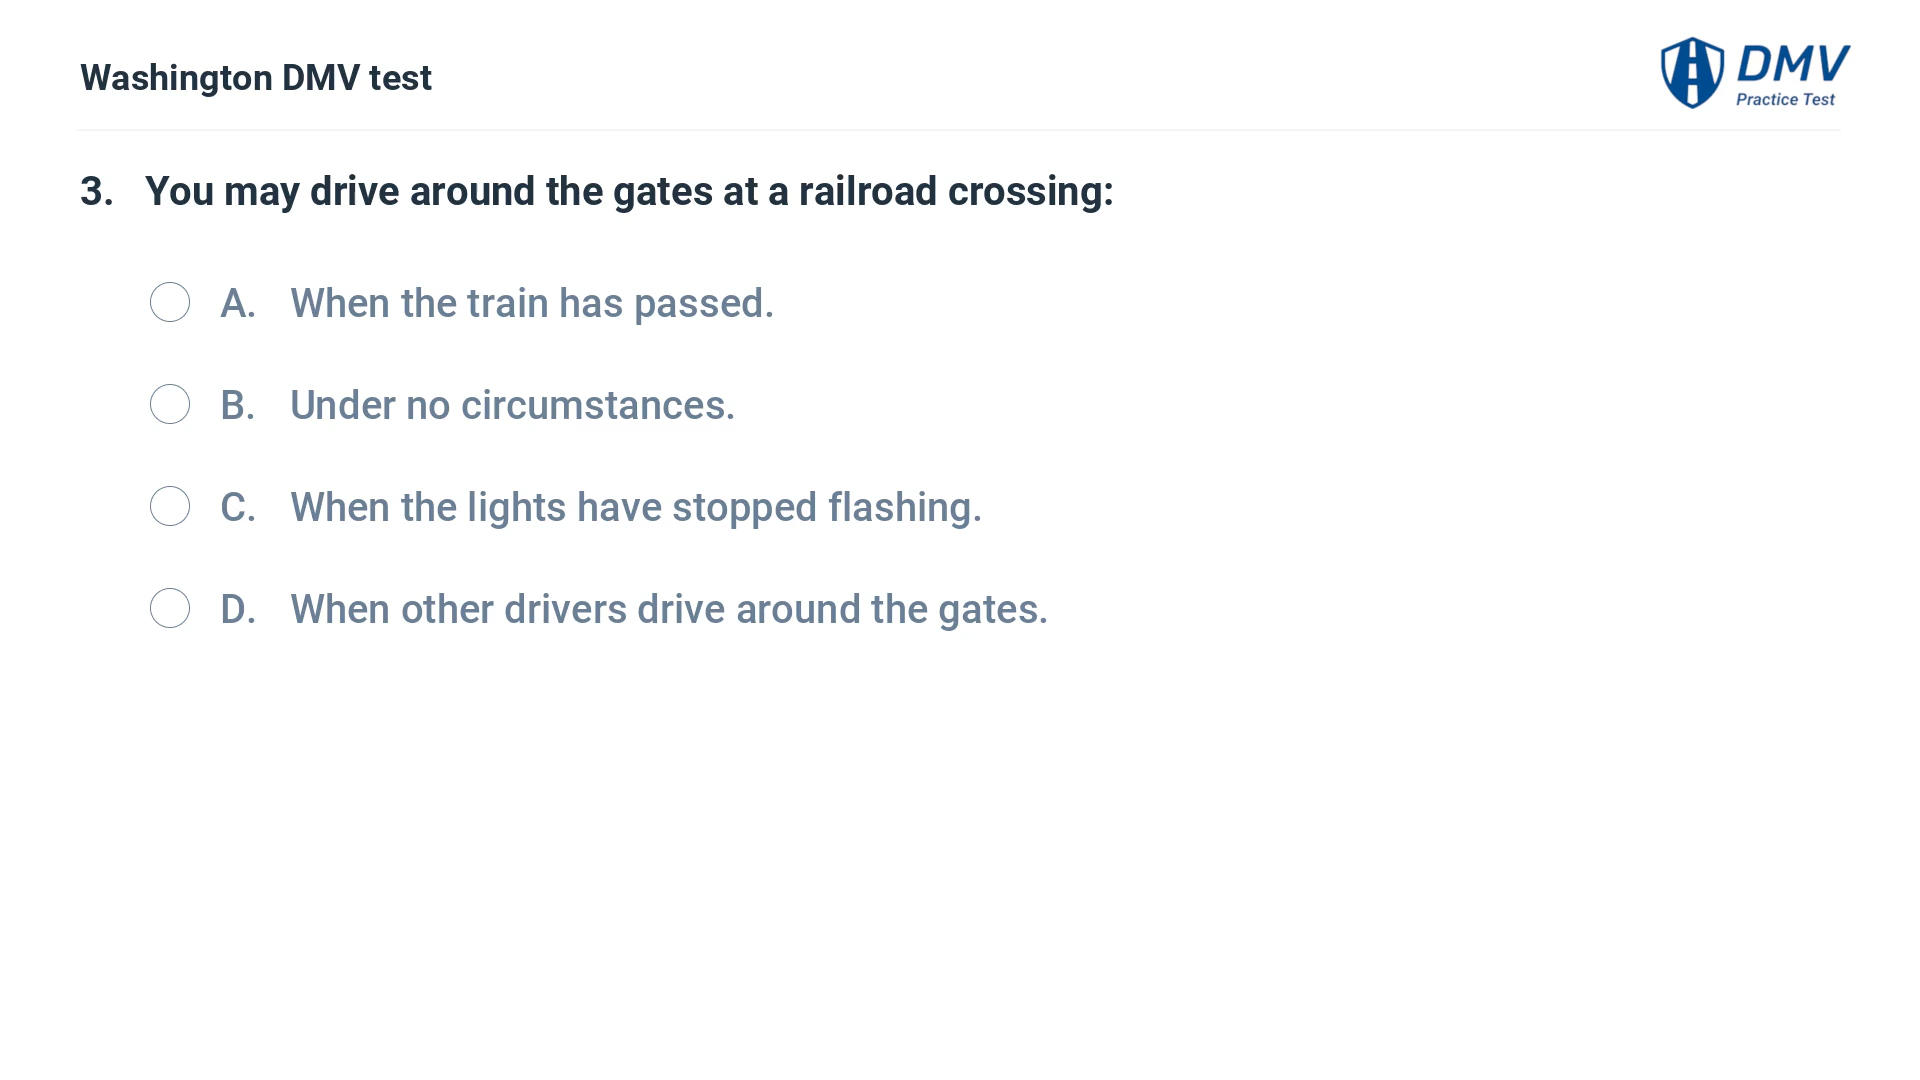 Washington DMV test
DMV
Practice Test
3. You may drive around the gates at a railroad crossing:
A. When the train has passed.
B. Under no circumstances.
C. When the lights have stopped flashing.
D. When other drivers drive around the gates.